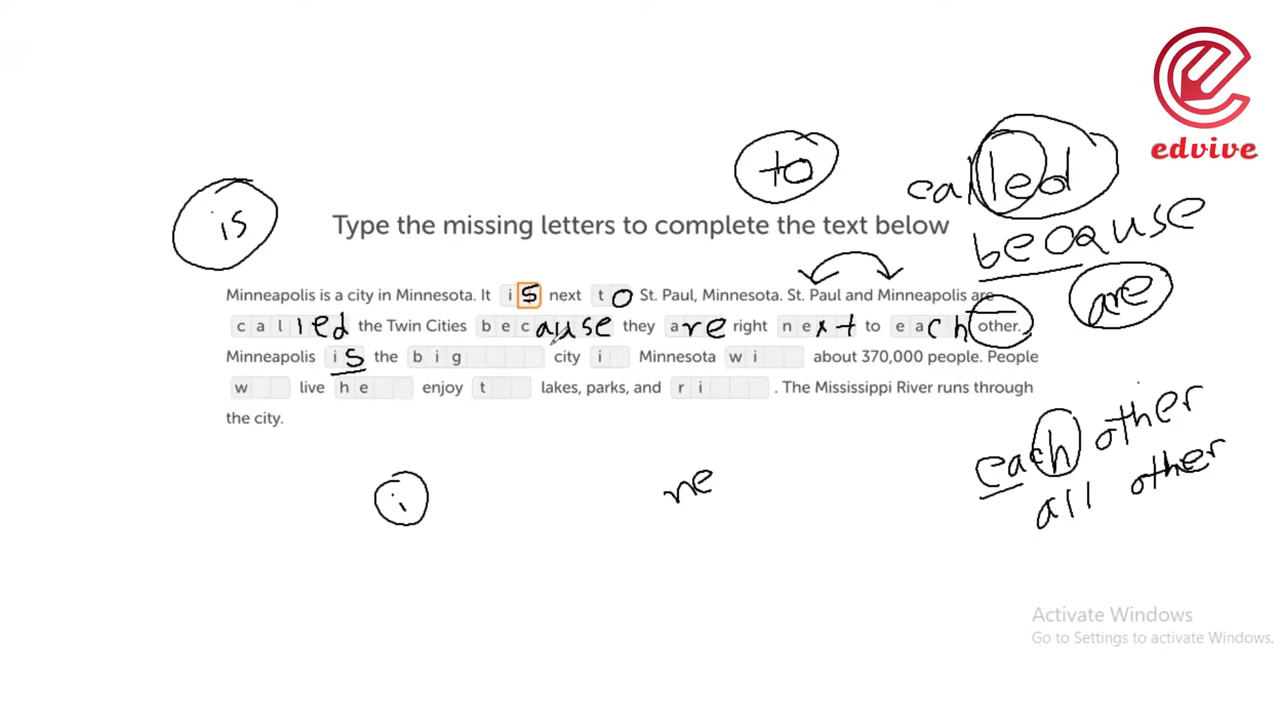 edvive
to
called
is
Type the missing letters to complete the text below
because
Minneapolis is a city in Minnesota. It is next to St. Paul, Minnesota. St. Paul and Minneapolis are
are
called the Twin Cities because they are right next to each other.
Minneapolis is the big city i Minnesota wi about 370,000 people. People
w live he enjoy t lakes, parks, and ri . The Mississippi River runs through
the city.
each other
all other
i
ne
Activate Windows
Go to Settings to activate Windows.